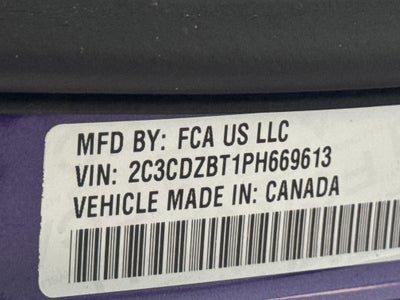 MFD BY: FCA US LLC
VIN: 2C3CDZBT1PH669613
VEHICLE MADE IN: CANADA